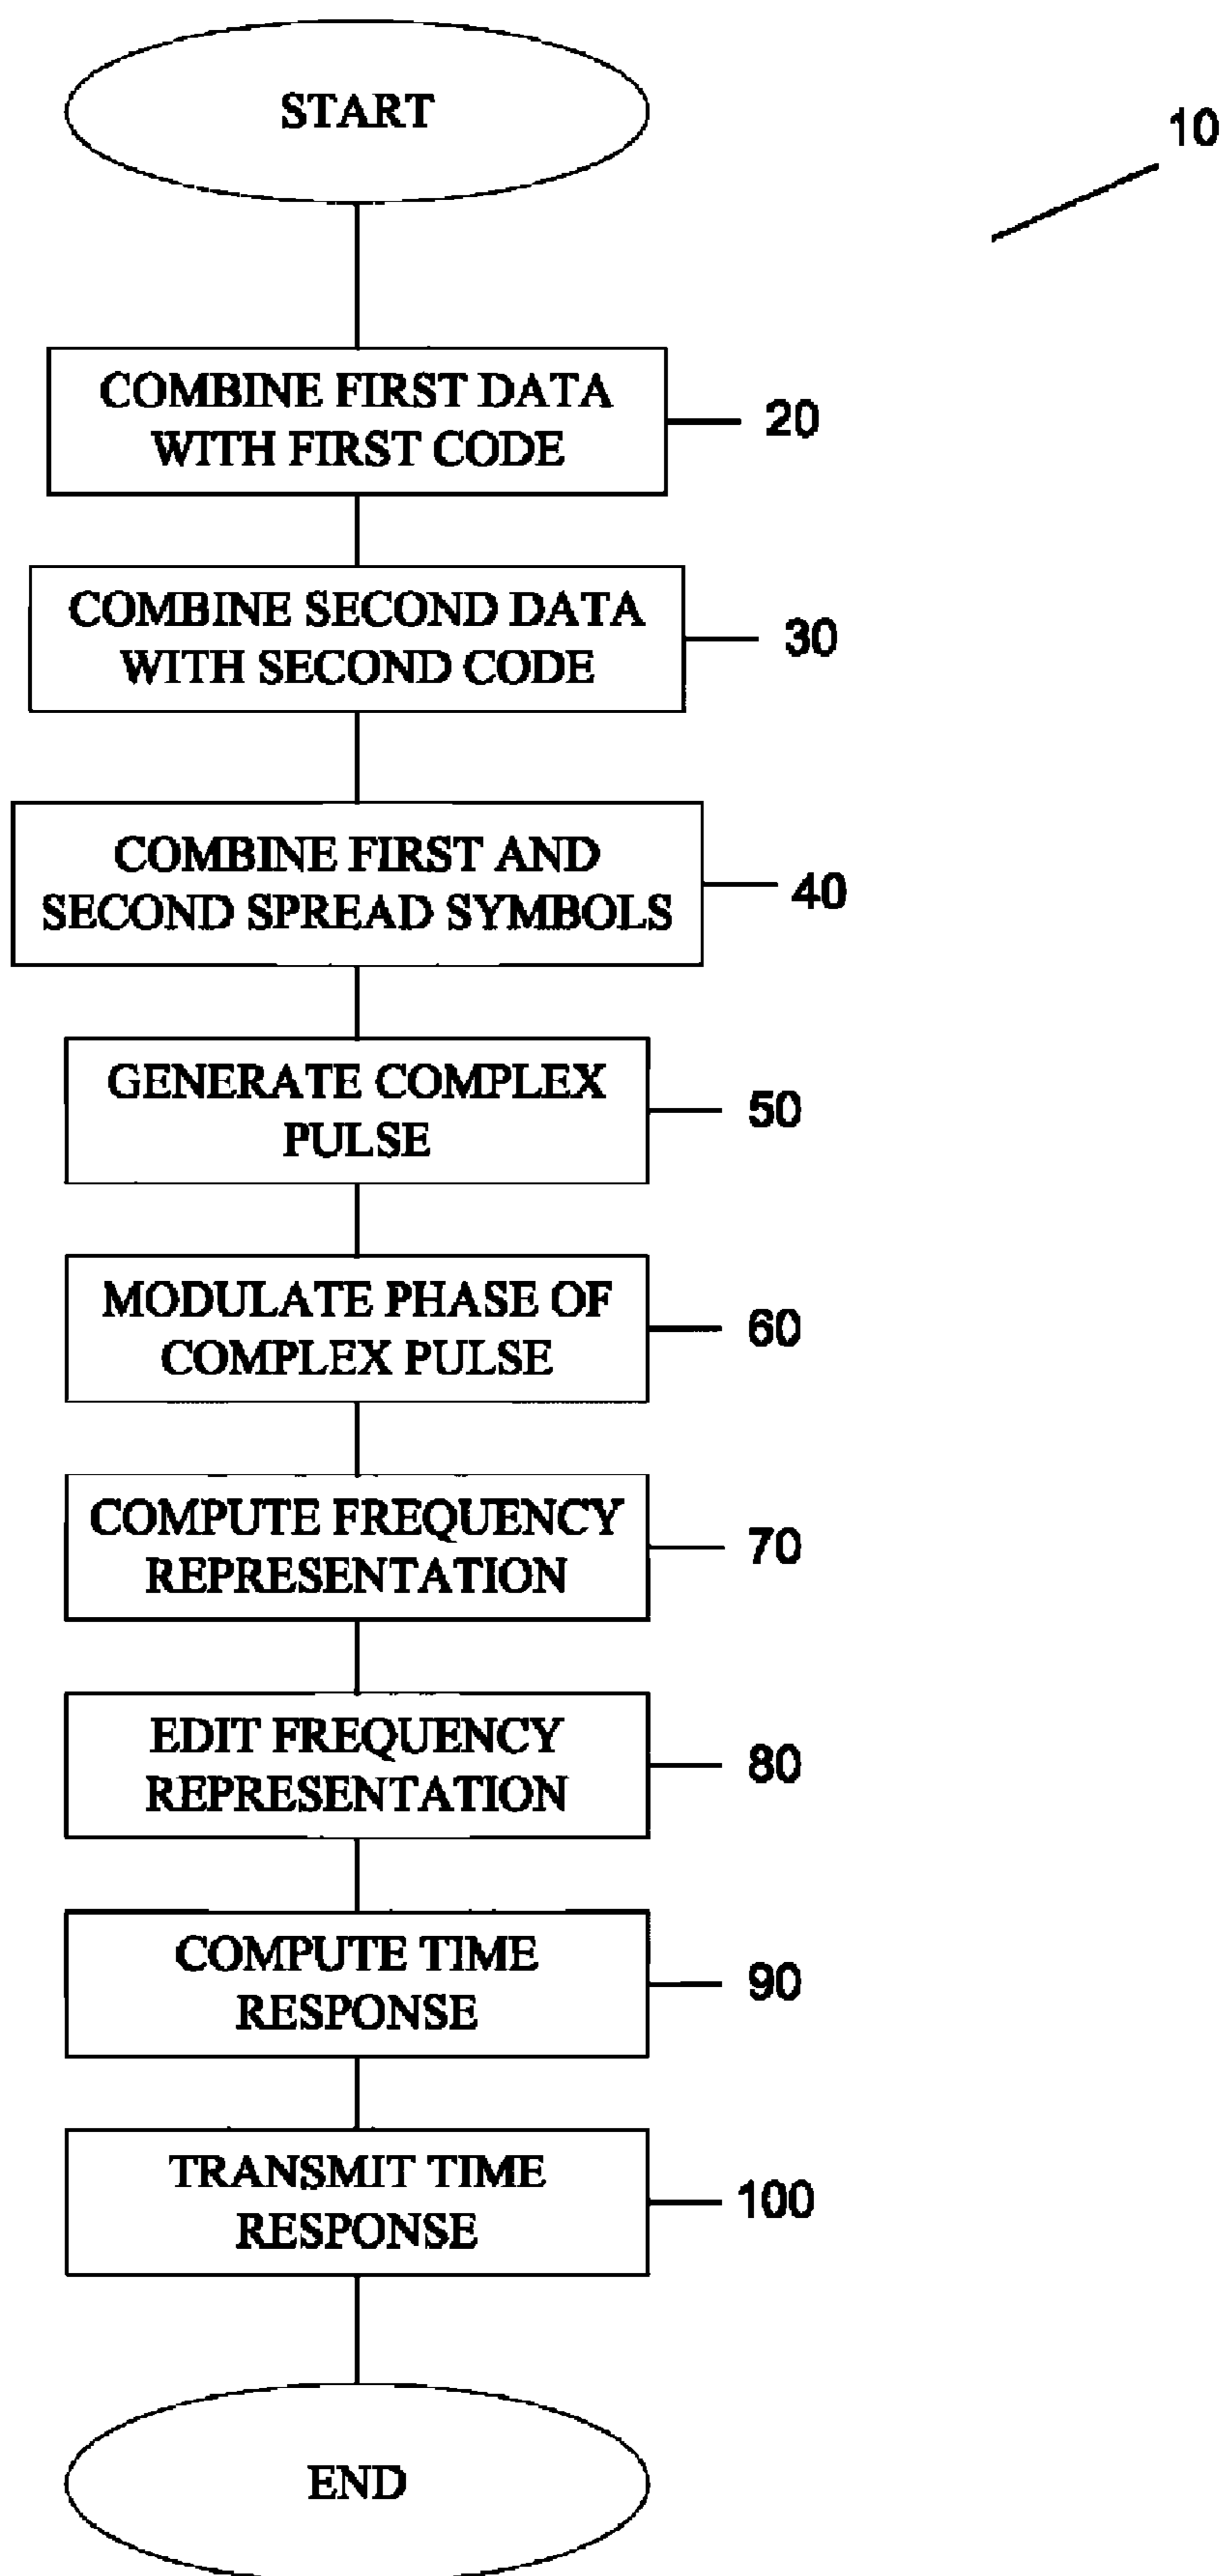 START
10
COMBINE FIRST DATA
WITH FIRST CODE
20
COMBINE SECOND DATA
WITH SECOND CODE
30
COMBINE FIRST AND
SECOND SPREAD SYMBOLS
40
GENERATE COMPLEX
PULSE
50
MODULATE PHASE OF
COMPLEX PULSE
60
COMPUTE FREQUENCY
REPRESENTATION
70
EDIT FREQUENCY
REPRESENTATION
80
COMPUTE TIME
RESPONSE
90
TRANSMIT TIME
RESPONSE
100
END